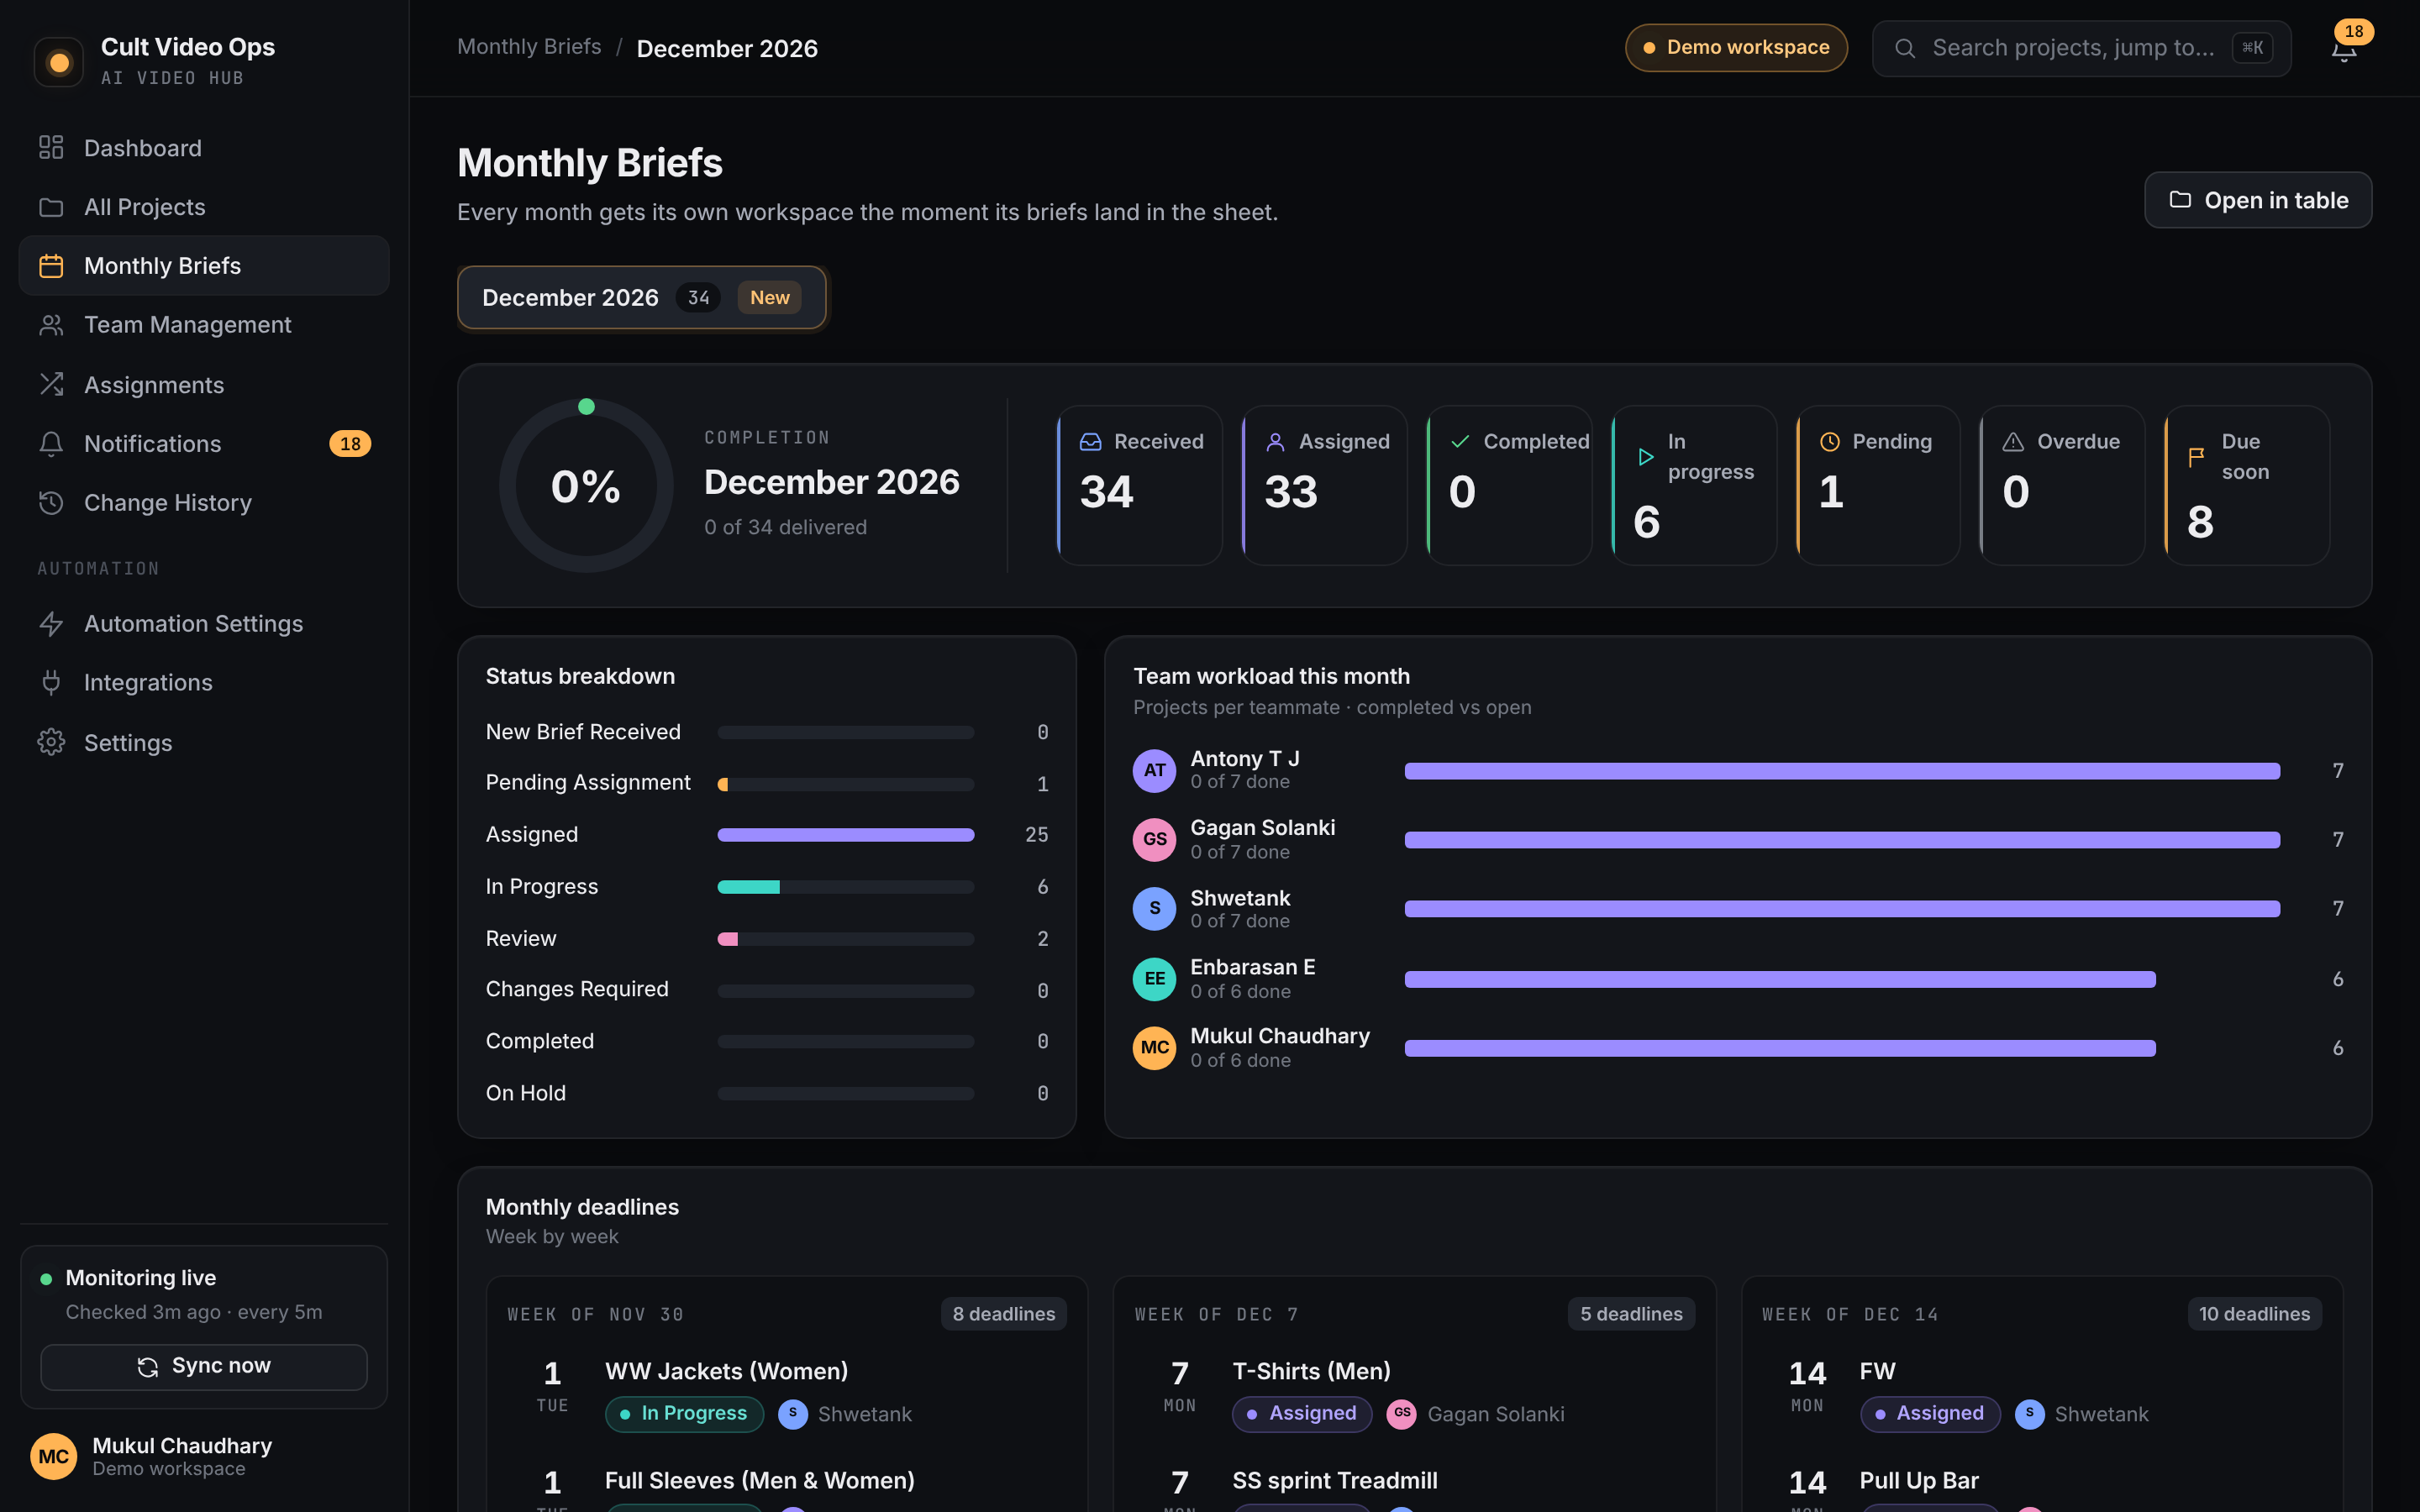 Cult Video Ops
AI VIDEO HUB
Dashboard
All Projects
Monthly Briefs
Team Management
Assignments
Notifications 18
Change History
AUTOMATION
Automation Settings
Integrations
Settings
Monitoring live
Checked 3m ago · every 5m
Sync now
MC Mukul Chaudhary
Demo workspace
Monthly Briefs / December 2026
Demo workspace
Search projects, jump to... ⌘K
18
Monthly Briefs
Every month gets its own workspace the moment its briefs land in the sheet.
Open in table
December 2026 34 New
0%
COMPLETION
December 2026
0 of 34 delivered
Received
34
Assigned
33
Completed
0
In
progress
6
Pending
1
Overdue
0
Due
soon
8
Status breakdown
New Brief Received 0
Pending Assignment 1
Assigned 25
In Progress 6
Review 2
Changes Required 0
Completed 0
On Hold 0
Team workload this month
Projects per teammate · completed vs open
AT Antony T J 7
0 of 7 done
GS Gagan Solanki 7
0 of 7 done
S Shwetank 7
0 of 7 done
EE Enbarasan E 6
0 of 6 done
MC Mukul Chaudhary 6
0 of 6 done
Monthly deadlines
Week by week
WEEK OF NOV 30 8 deadlines
1 WW Jackets (Women)
TUE In Progress S Shwetank
1 Full Sleeves (Men & Women)
TUE
WEEK OF DEC 7 5 deadlines
7 T-Shirts (Men)
MON Assigned GS Gagan Solanki
7 SS sprint Treadmill
MON
WEEK OF DEC 14 10 deadlines
14 FW
MON Assigned S Shwetank
14 Pull Up Bar
MON